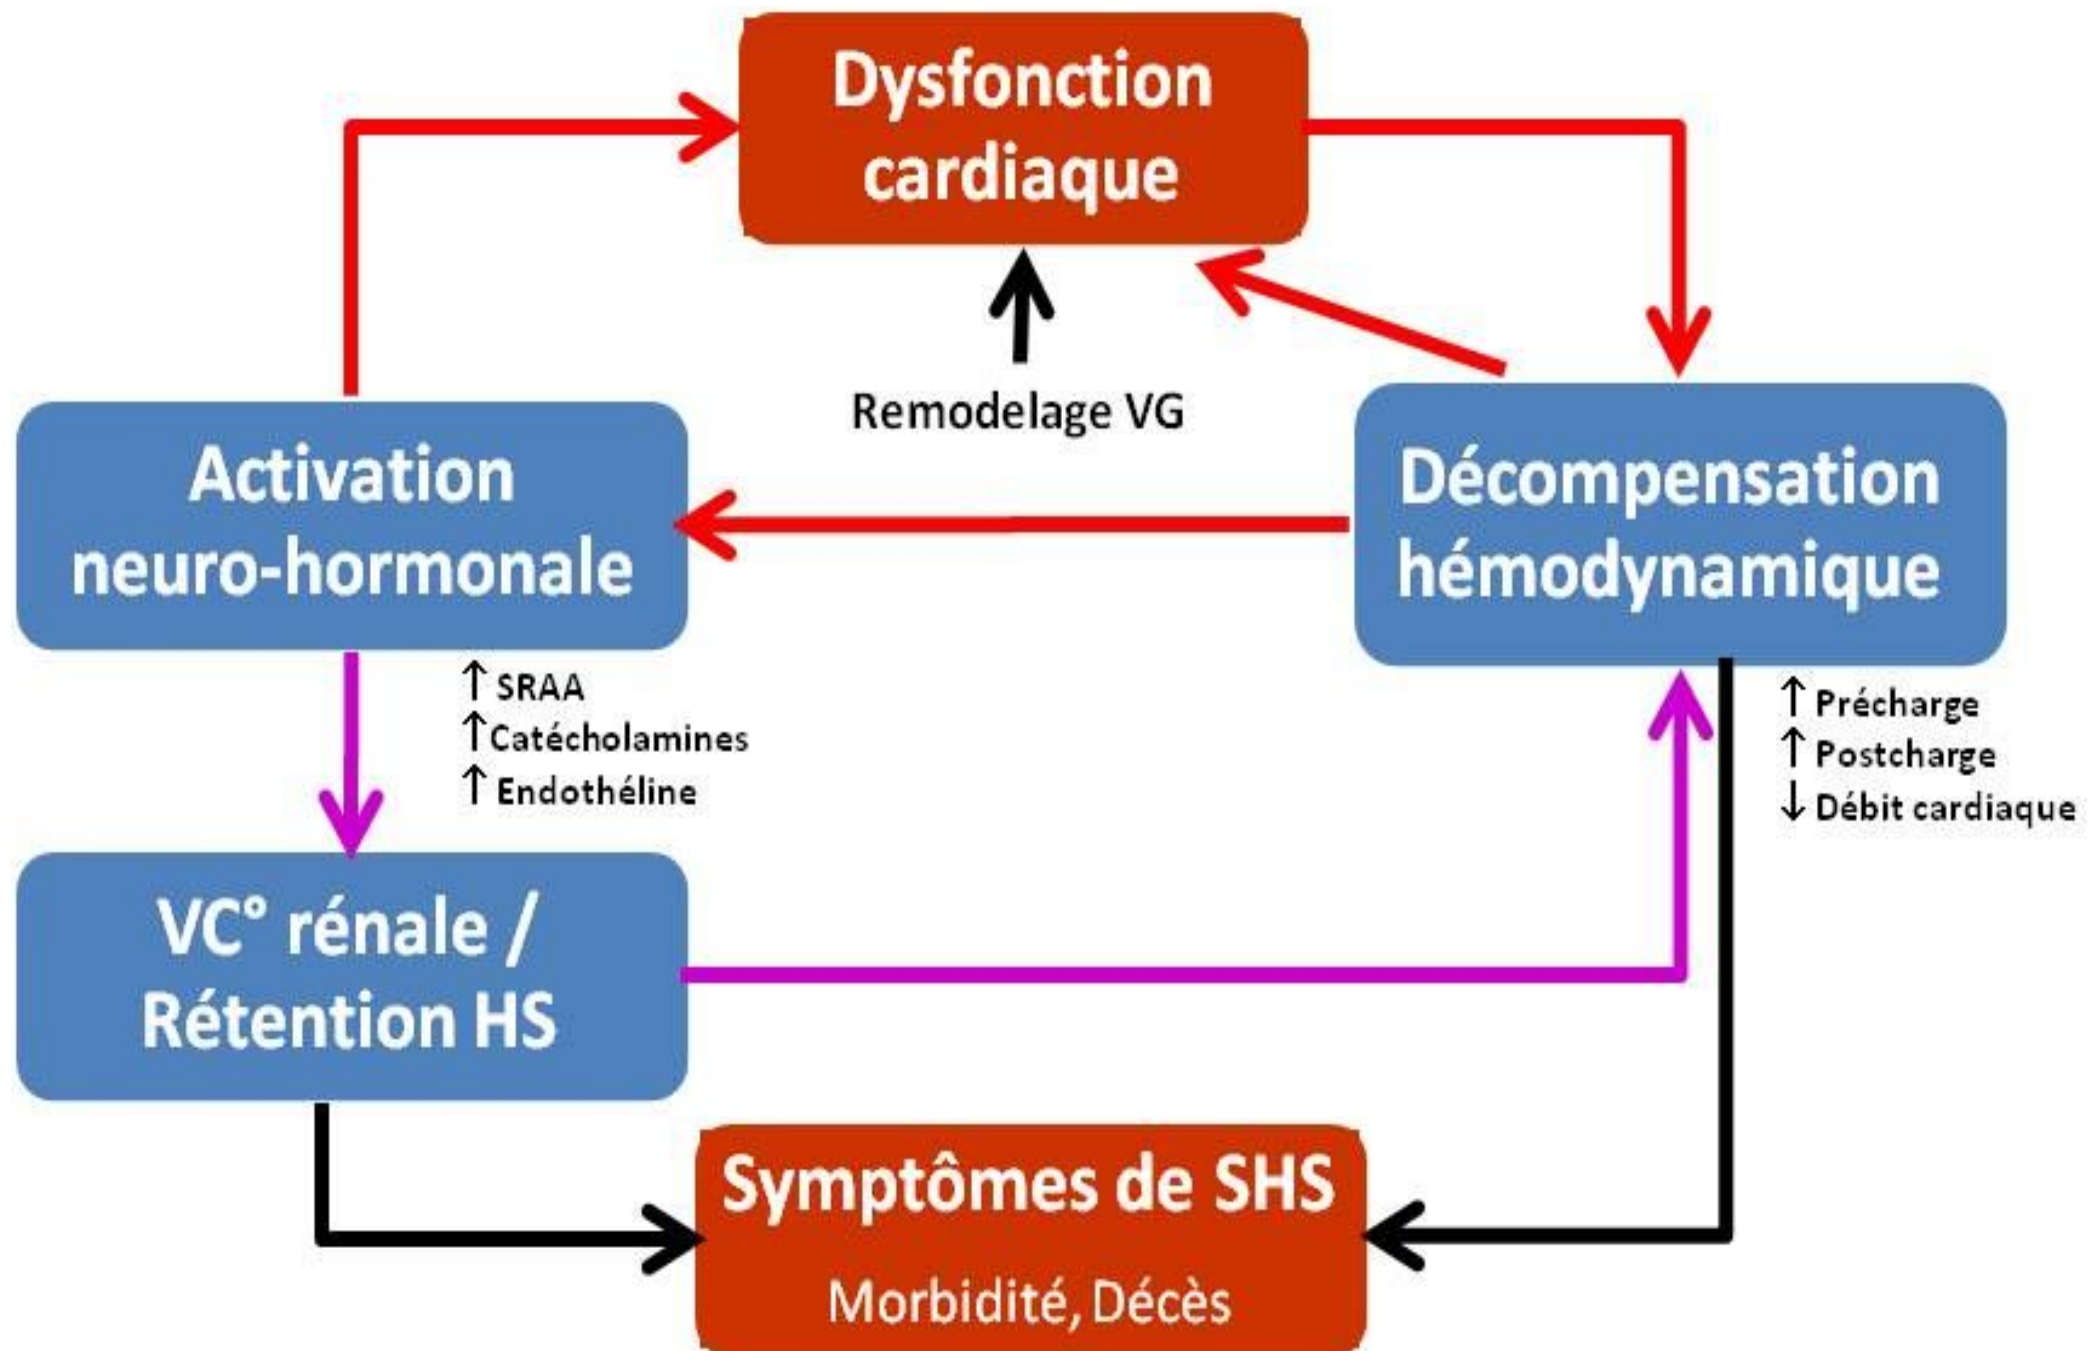 Dysfonction
cardiaque
Remodelage VG
Activation
neuro-hormonale
Décompensation
hémodynamique
↑ SRAA
↑Catécholamines
↑ Endothéline
↑ Précharge
↑ Postcharge
↓ Débit cardiaque
VC° rénale /
Rétention HS
Symptômes de SHS
Morbidité, Décès